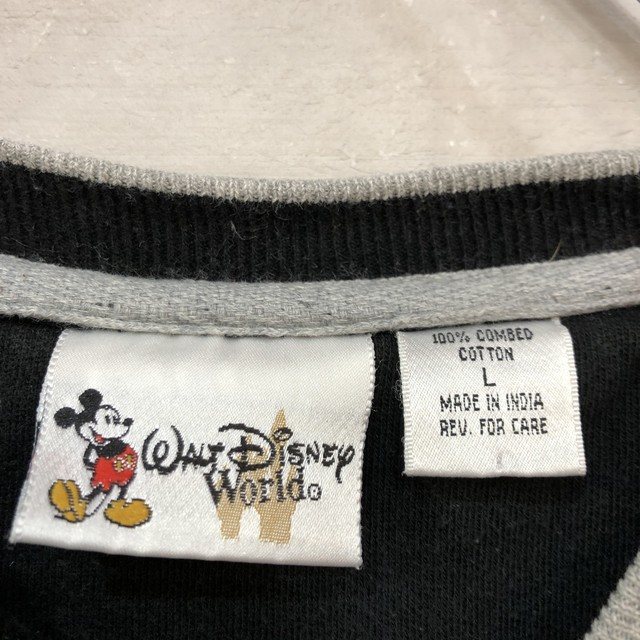 Walt Disney
World®
100% COMBED
COTTON
L
MADE IN INDIA
REV. FOR CARE